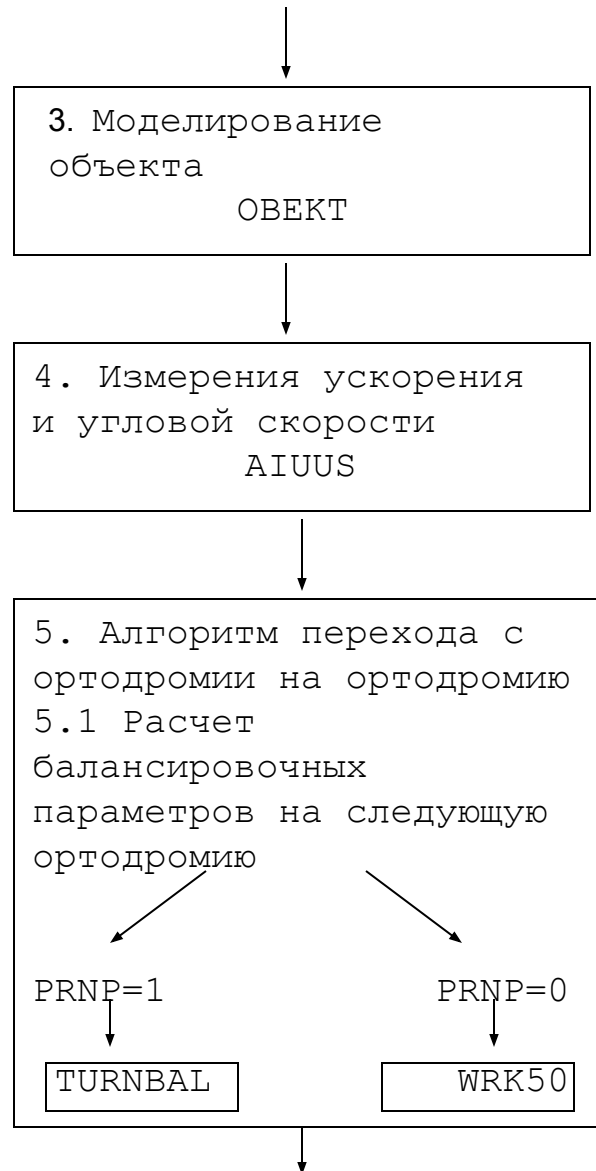 3. Моделирование
объекта
OBEKT
4. Измерения ускорения
и угловой скорости
AIUUS
5. Алгоритм перехода с
ортодромии на ортодромию
5.1 Расчет
балансировочных
параметров на следующую
ортодромию
PRNP=1 PRNP=0
TURNBAL WRK50